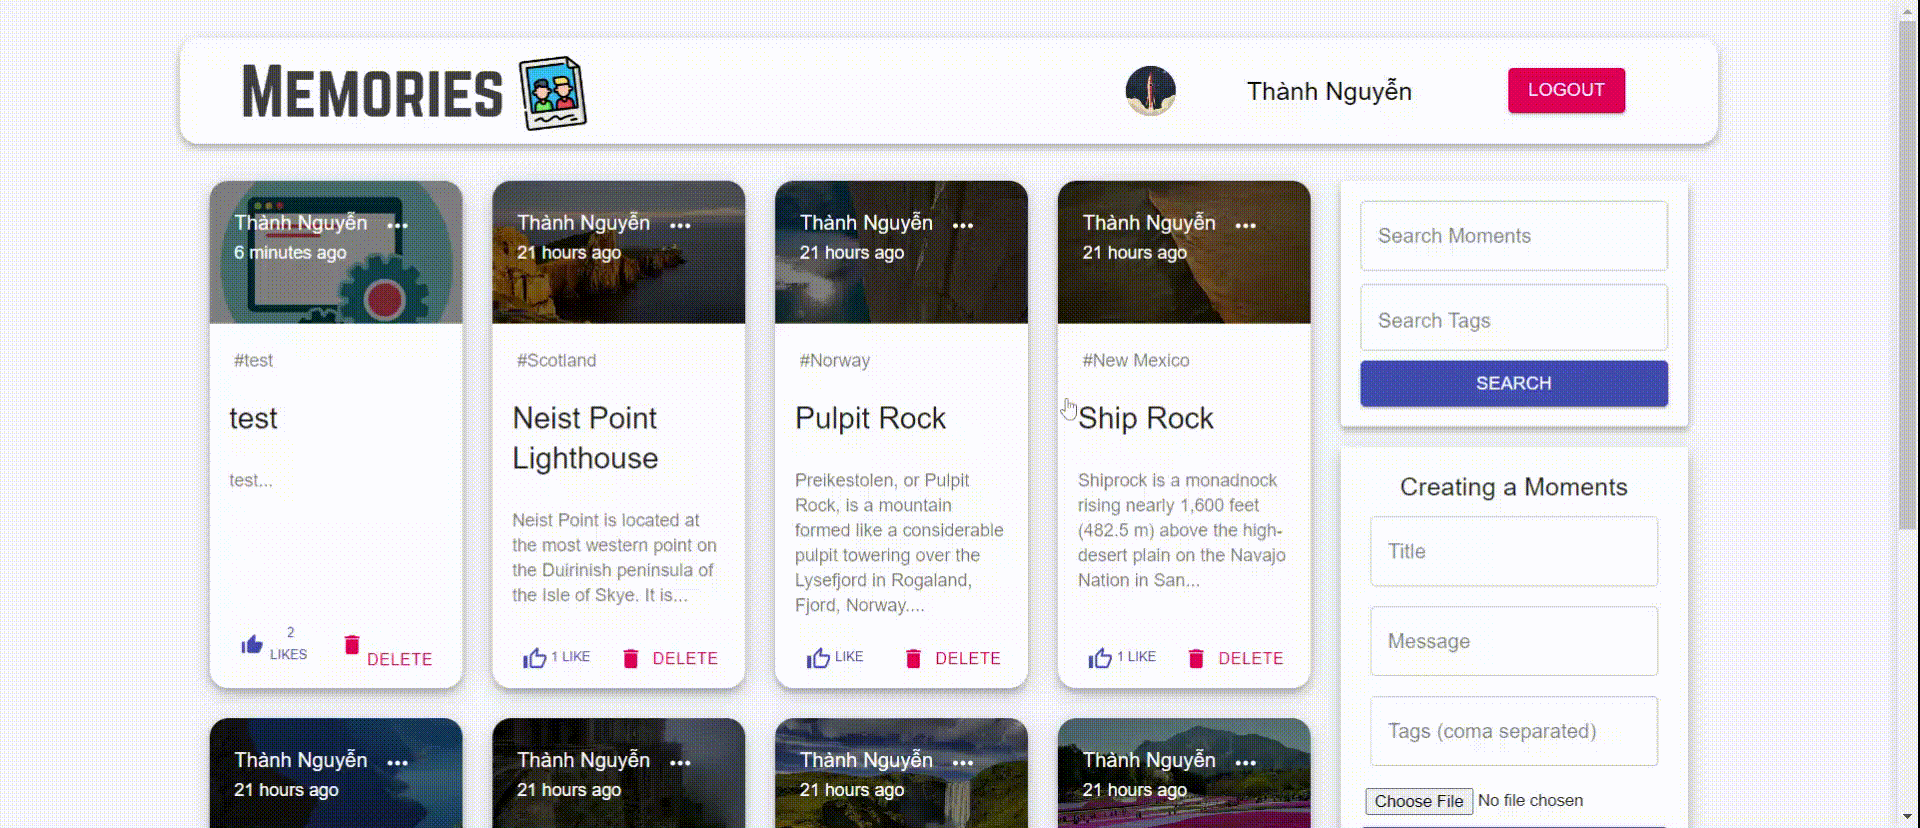 MEMORIES
Thành Nguyễn
LOGOUT
Thành Nguyễn
6 minutes ago
#test
test
test...
2
LIKES
DELETE
Thành Nguyễn
21 hours ago
#Scotland
Neist Point
Lighthouse
Neist Point is located at
the most western point on
the Duirinish peninsula of
the Isle of Skye. It is...
1 LIKE
DELETE
Thành Nguyễn
21 hours ago
#Norway
Pulpit Rock
Preikestolen, or Pulpit
Rock, is a mountain
formed like a considerable
pulpit towering over the
Lysefjord in Rogaland,
Fjord, Norway....
LIKE
DELETE
Thành Nguyễn
21 hours ago
#New Mexico
Ship Rock
Shiprock is a monadnock
rising nearly 1,600 feet
(482.5 m) above the high-
desert plain on the Navajo
Nation in San...
1 LIKE
DELETE
Search Moments
Search Tags
SEARCH
Creating a Moments
Title
Message
Tags (coma separated)
Choose File No file chosen
Thành Nguyễn
21 hours ago
Thành Nguyễn
21 hours ago
Thành Nguyễn
21 hours ago
Thành Nguyễn
21 hours ago